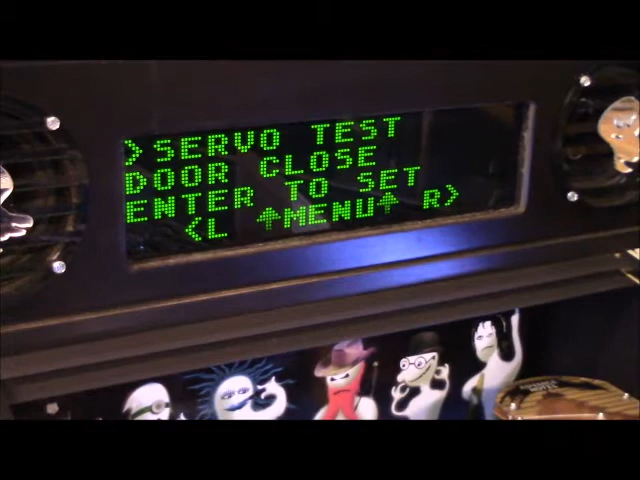 >SERVO TEST
DOOR CLOSE
ENTER TO SET
<L ↑MENU↑ R>